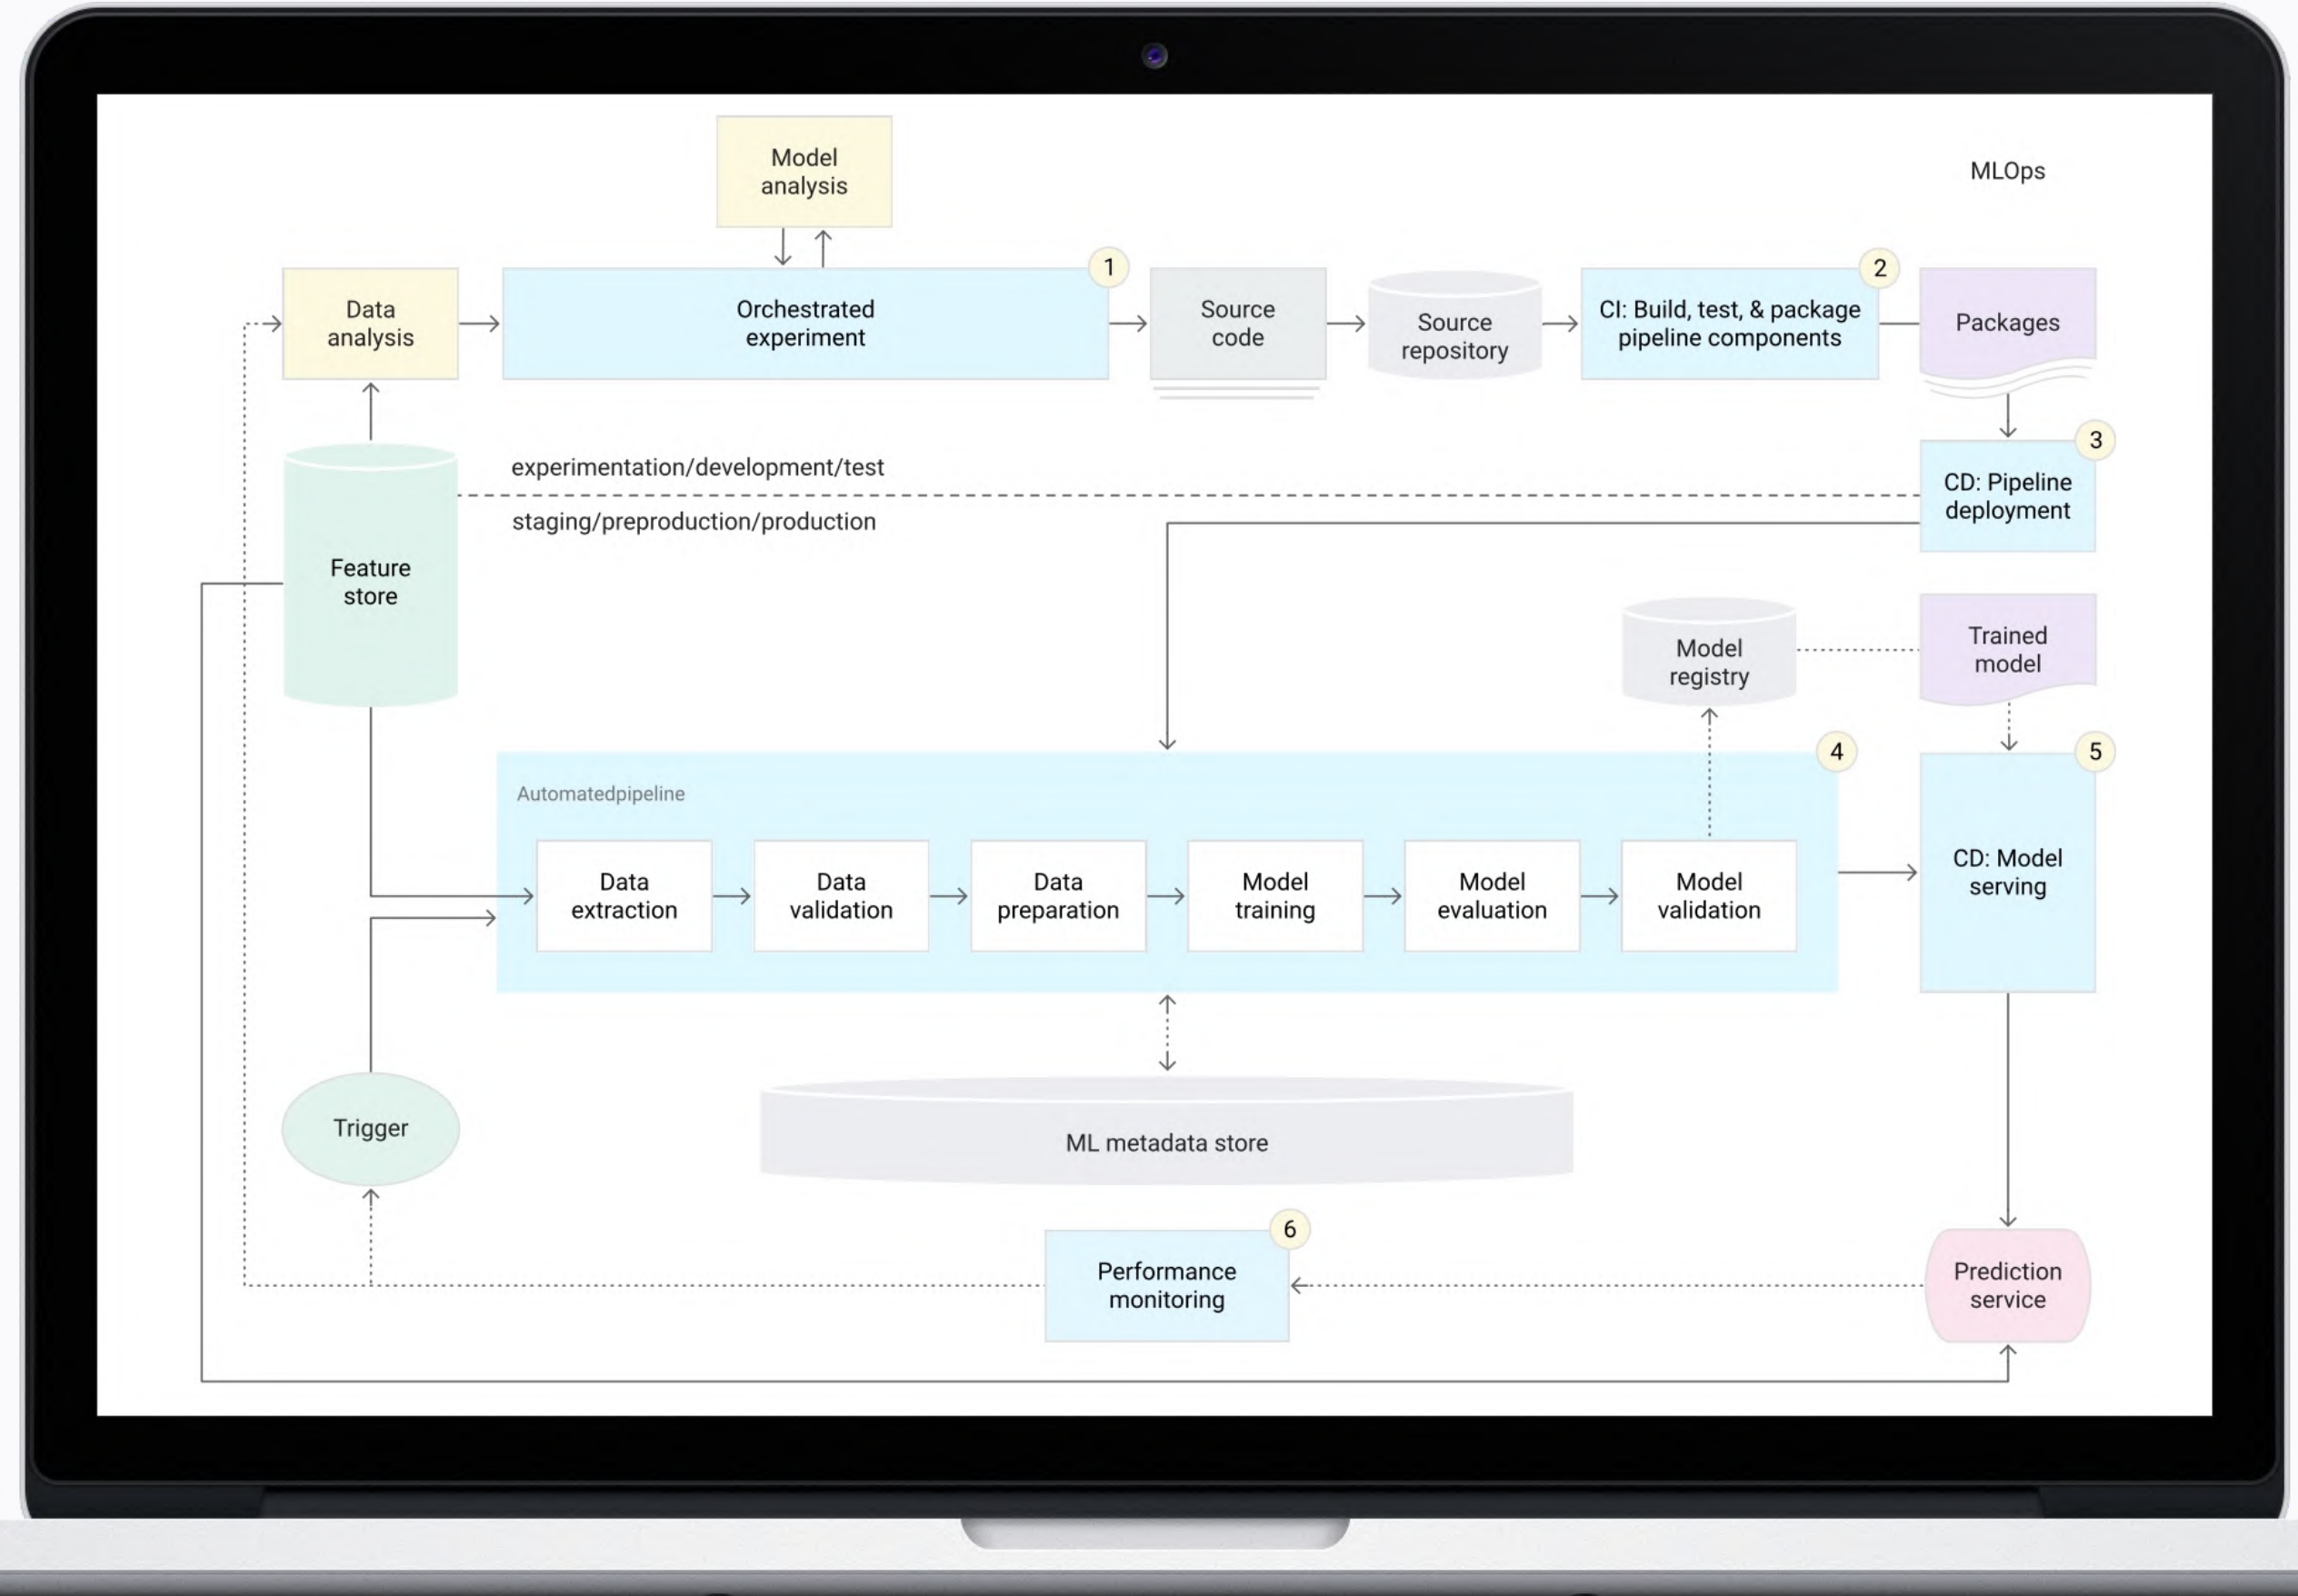 Model
analysis
MLOps
1
2
Data
analysis
Orchestrated
experiment
Source
code
Source
repository
CI: Build, test, & package
pipeline components
Packages
3
experimentation/development/test
staging/preproduction/production
CD: Pipeline
deployment
Feature
store
Model
registry
Trained
model
4
5
Automatedpipeline
Data
extraction
Data
validation
Data
preparation
Model
training
Model
evaluation
Model
validation
CD: Model
serving
Trigger
ML metadata store
6
Performance
monitoring
Prediction
service